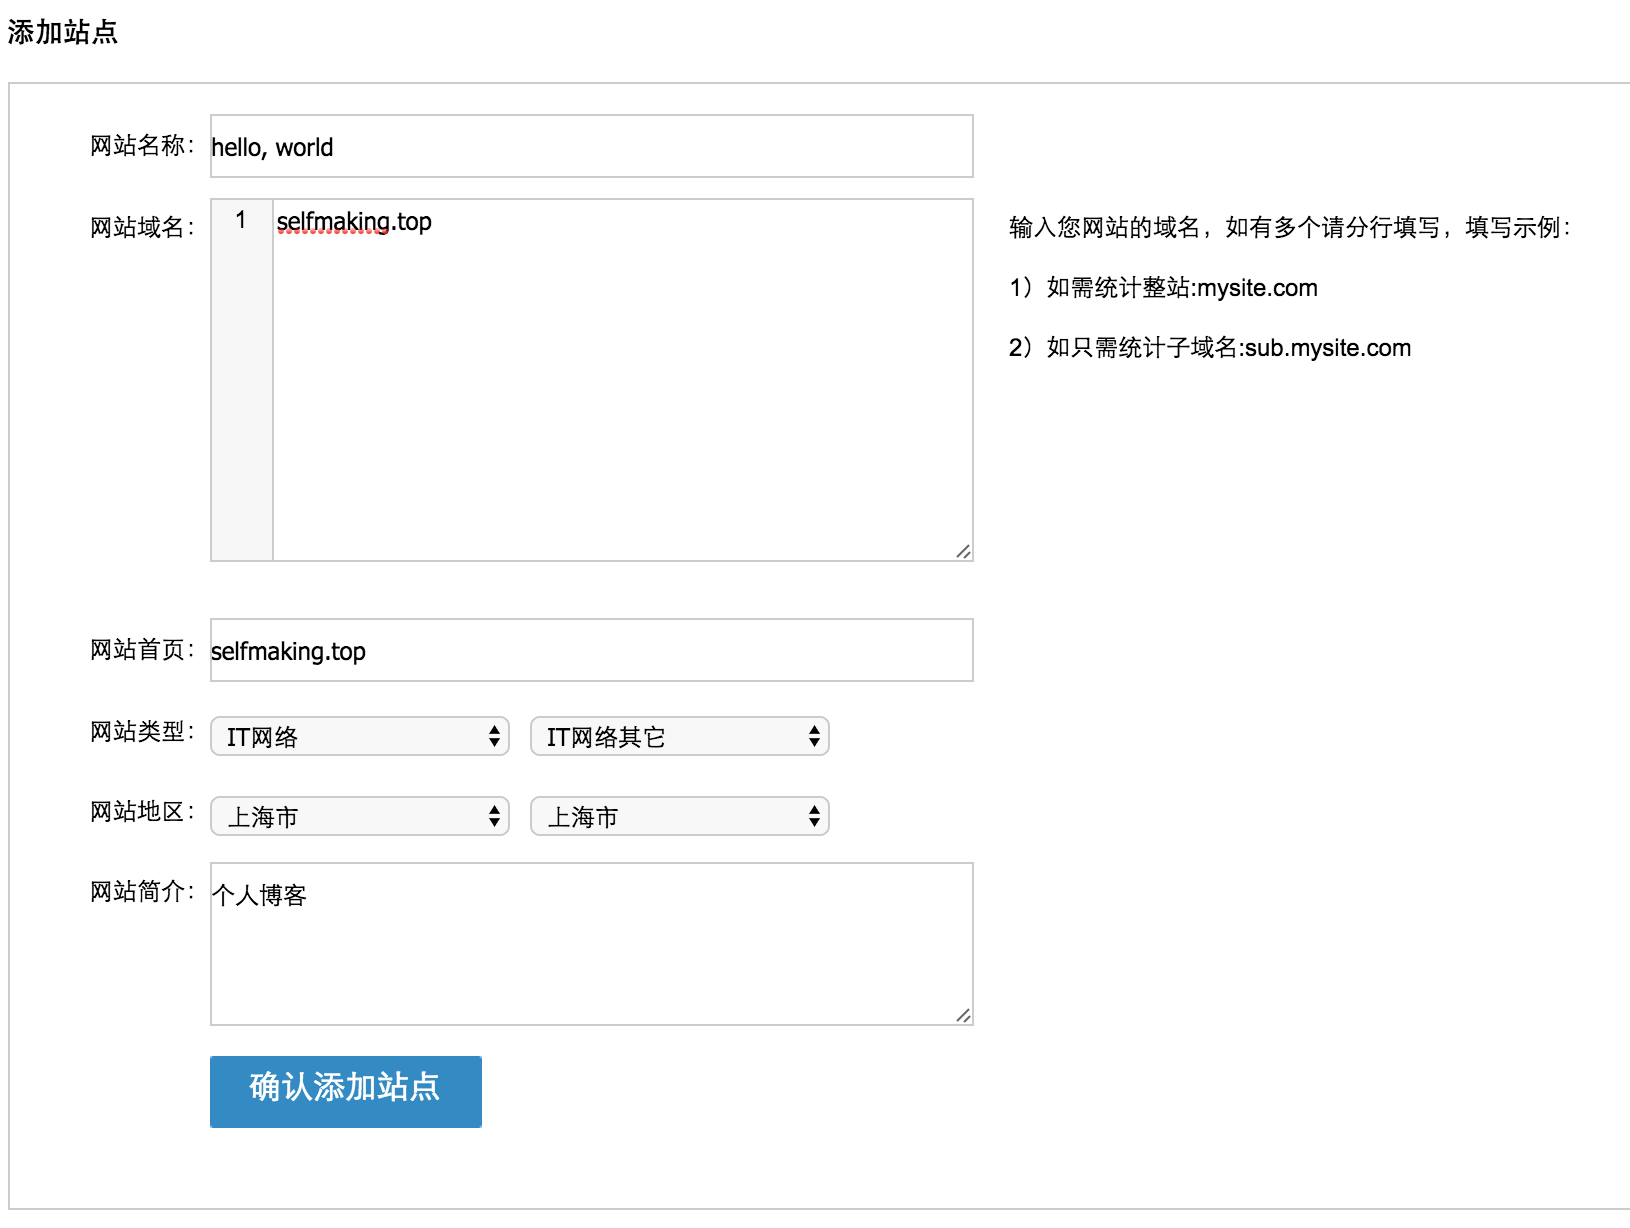 添加站点
网站名称：
hello, world
网站域名：
1
selfmaking.top
输入您网站的域名，如有多个请分行填写，填写示例：
1）如需统计整站:mysite.com
2）如只需统计子域名:sub.mysite.com
网站首页：
selfmaking.top
网站类型：
IT网络
IT网络其它
网站地区：
上海市
上海市
网站简介：
个人博客
确认添加站点